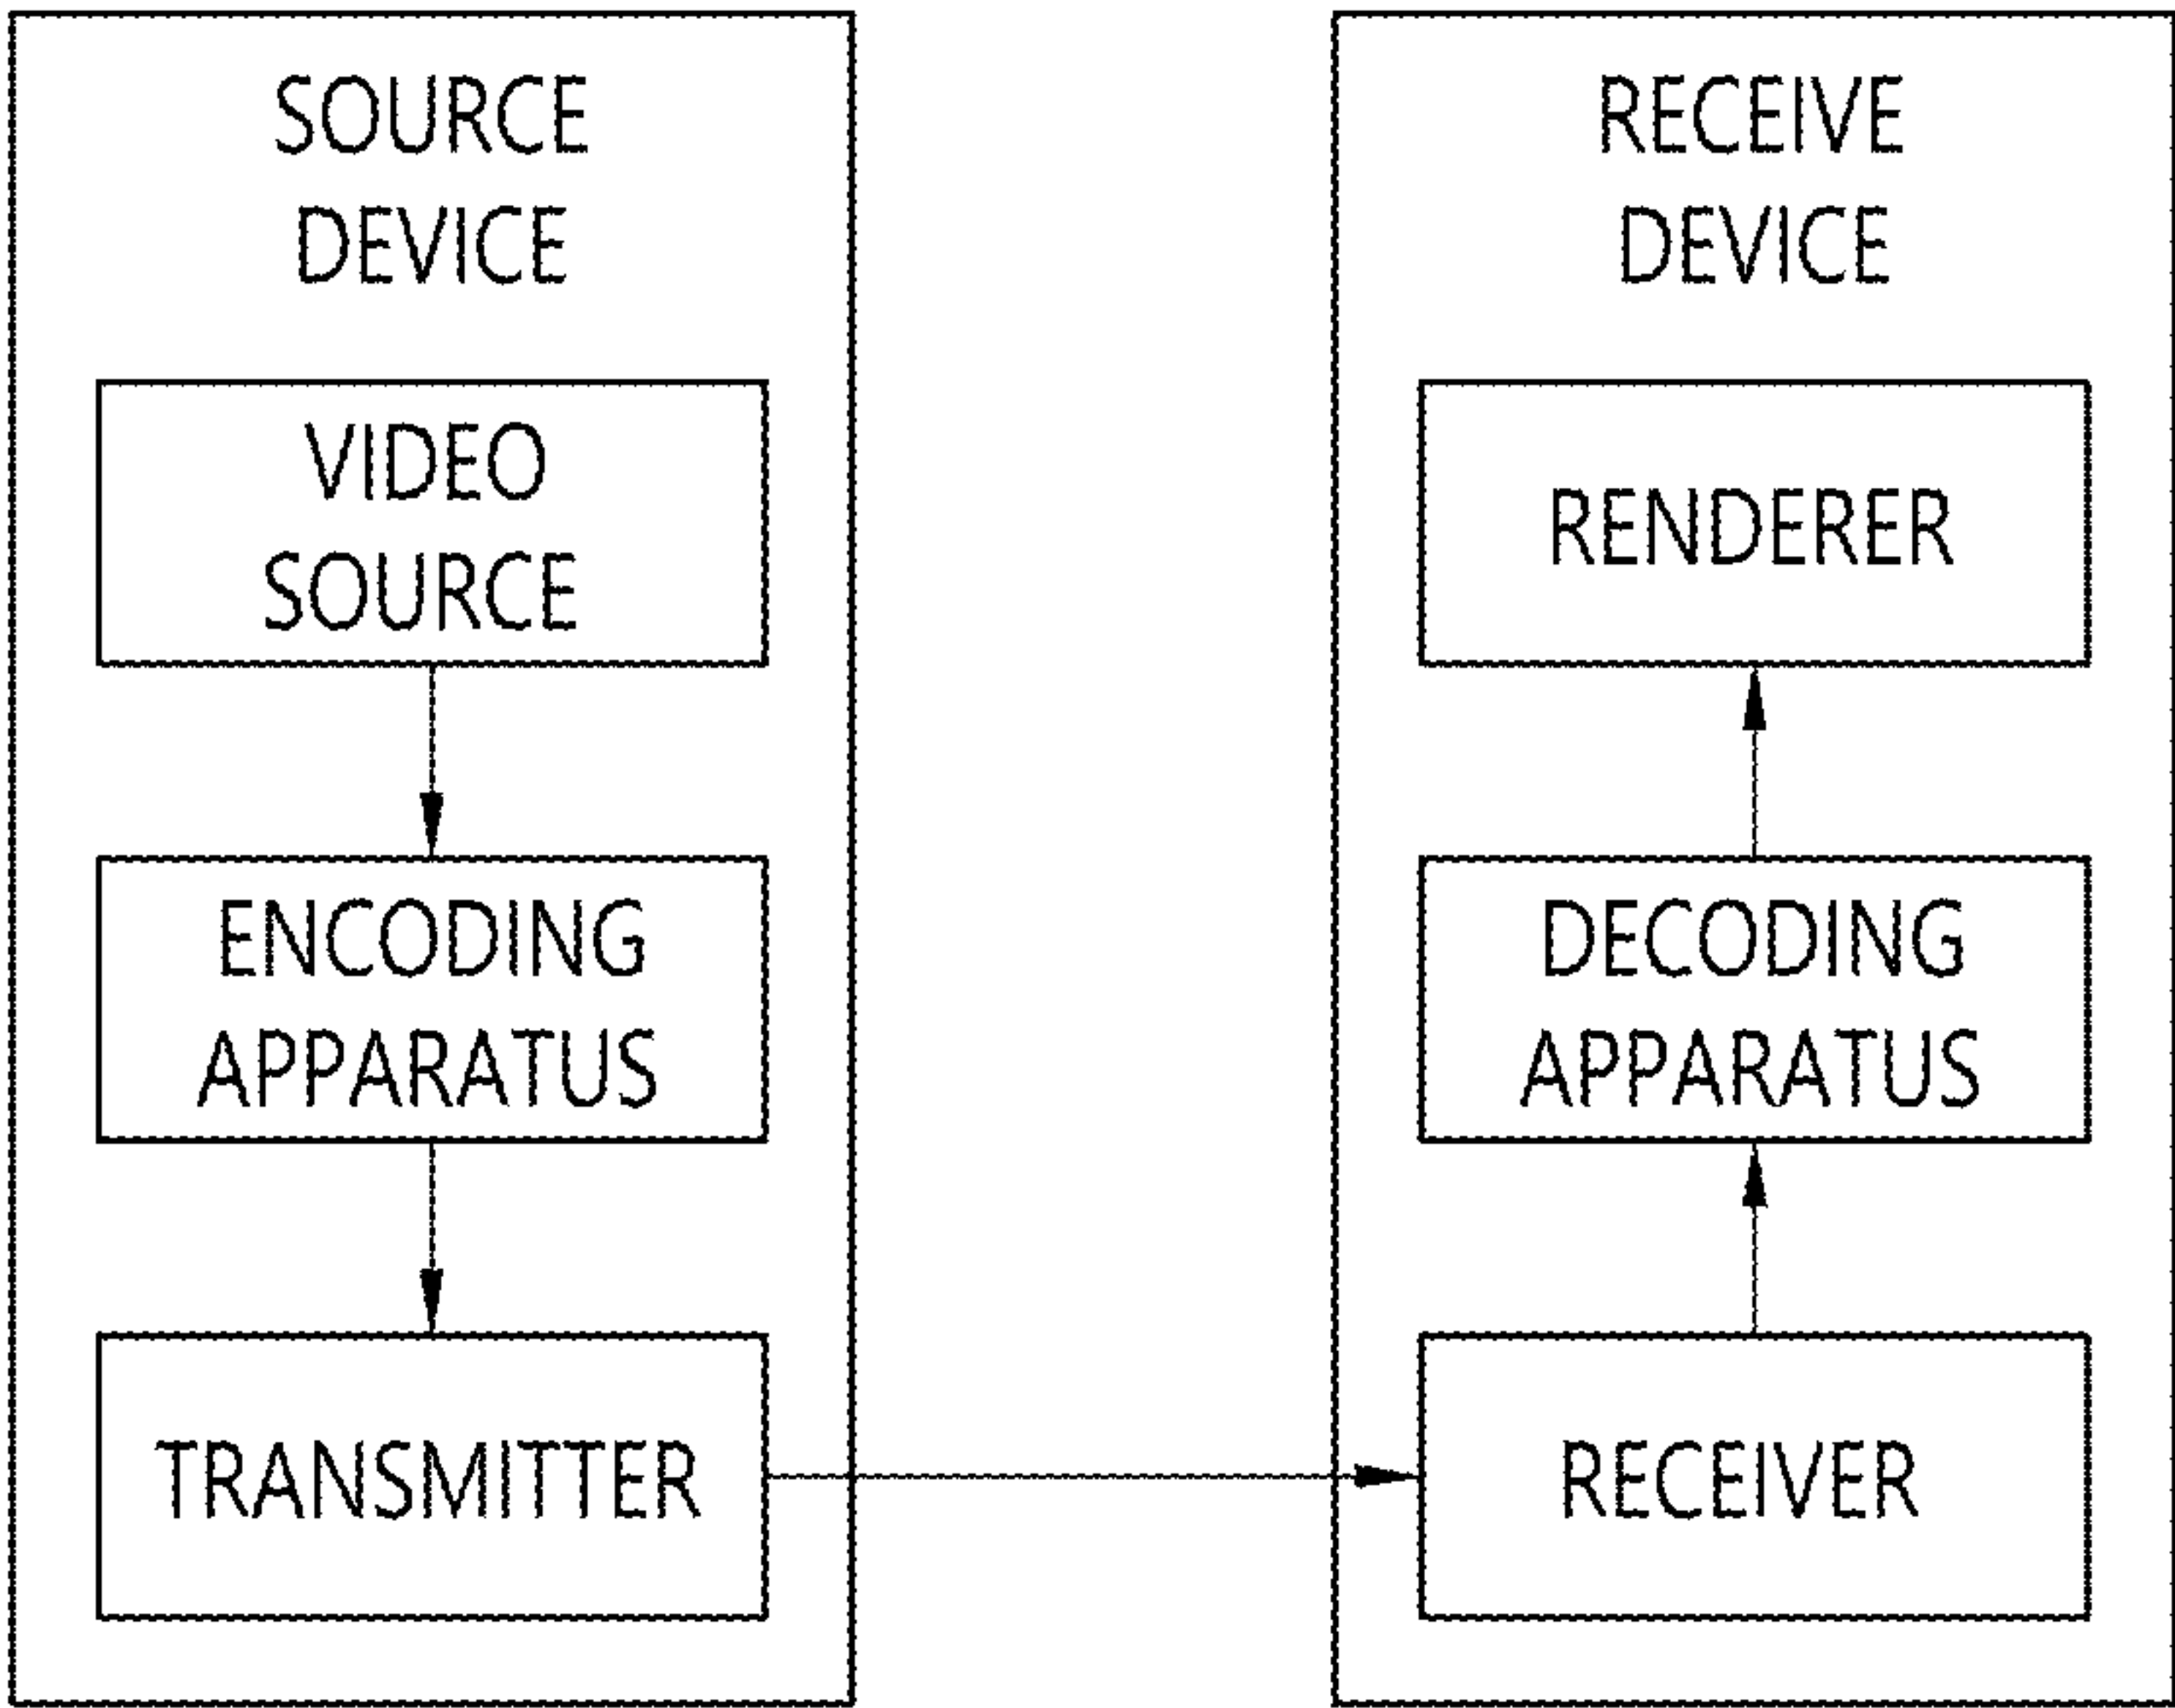 SOURCE
DEVICE
VIDEO
SOURCE
ENCODING
APPARATUS
TRANSMITTER
RECEIVE
DEVICE
RENDERER
DECODING
APPARATUS
RECEIVER